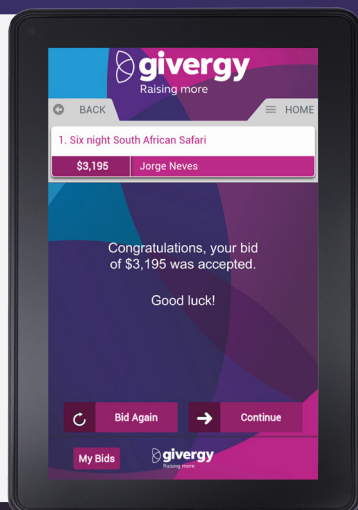 givergy
Raising more
BACK
HOME
1. Six night South African Safari
$3,195
Jorge Neves
Congratulations, your bid
of $3,195 was accepted.
Good luck!
Bid Again
Continue
My Bids
givergy
Raising more